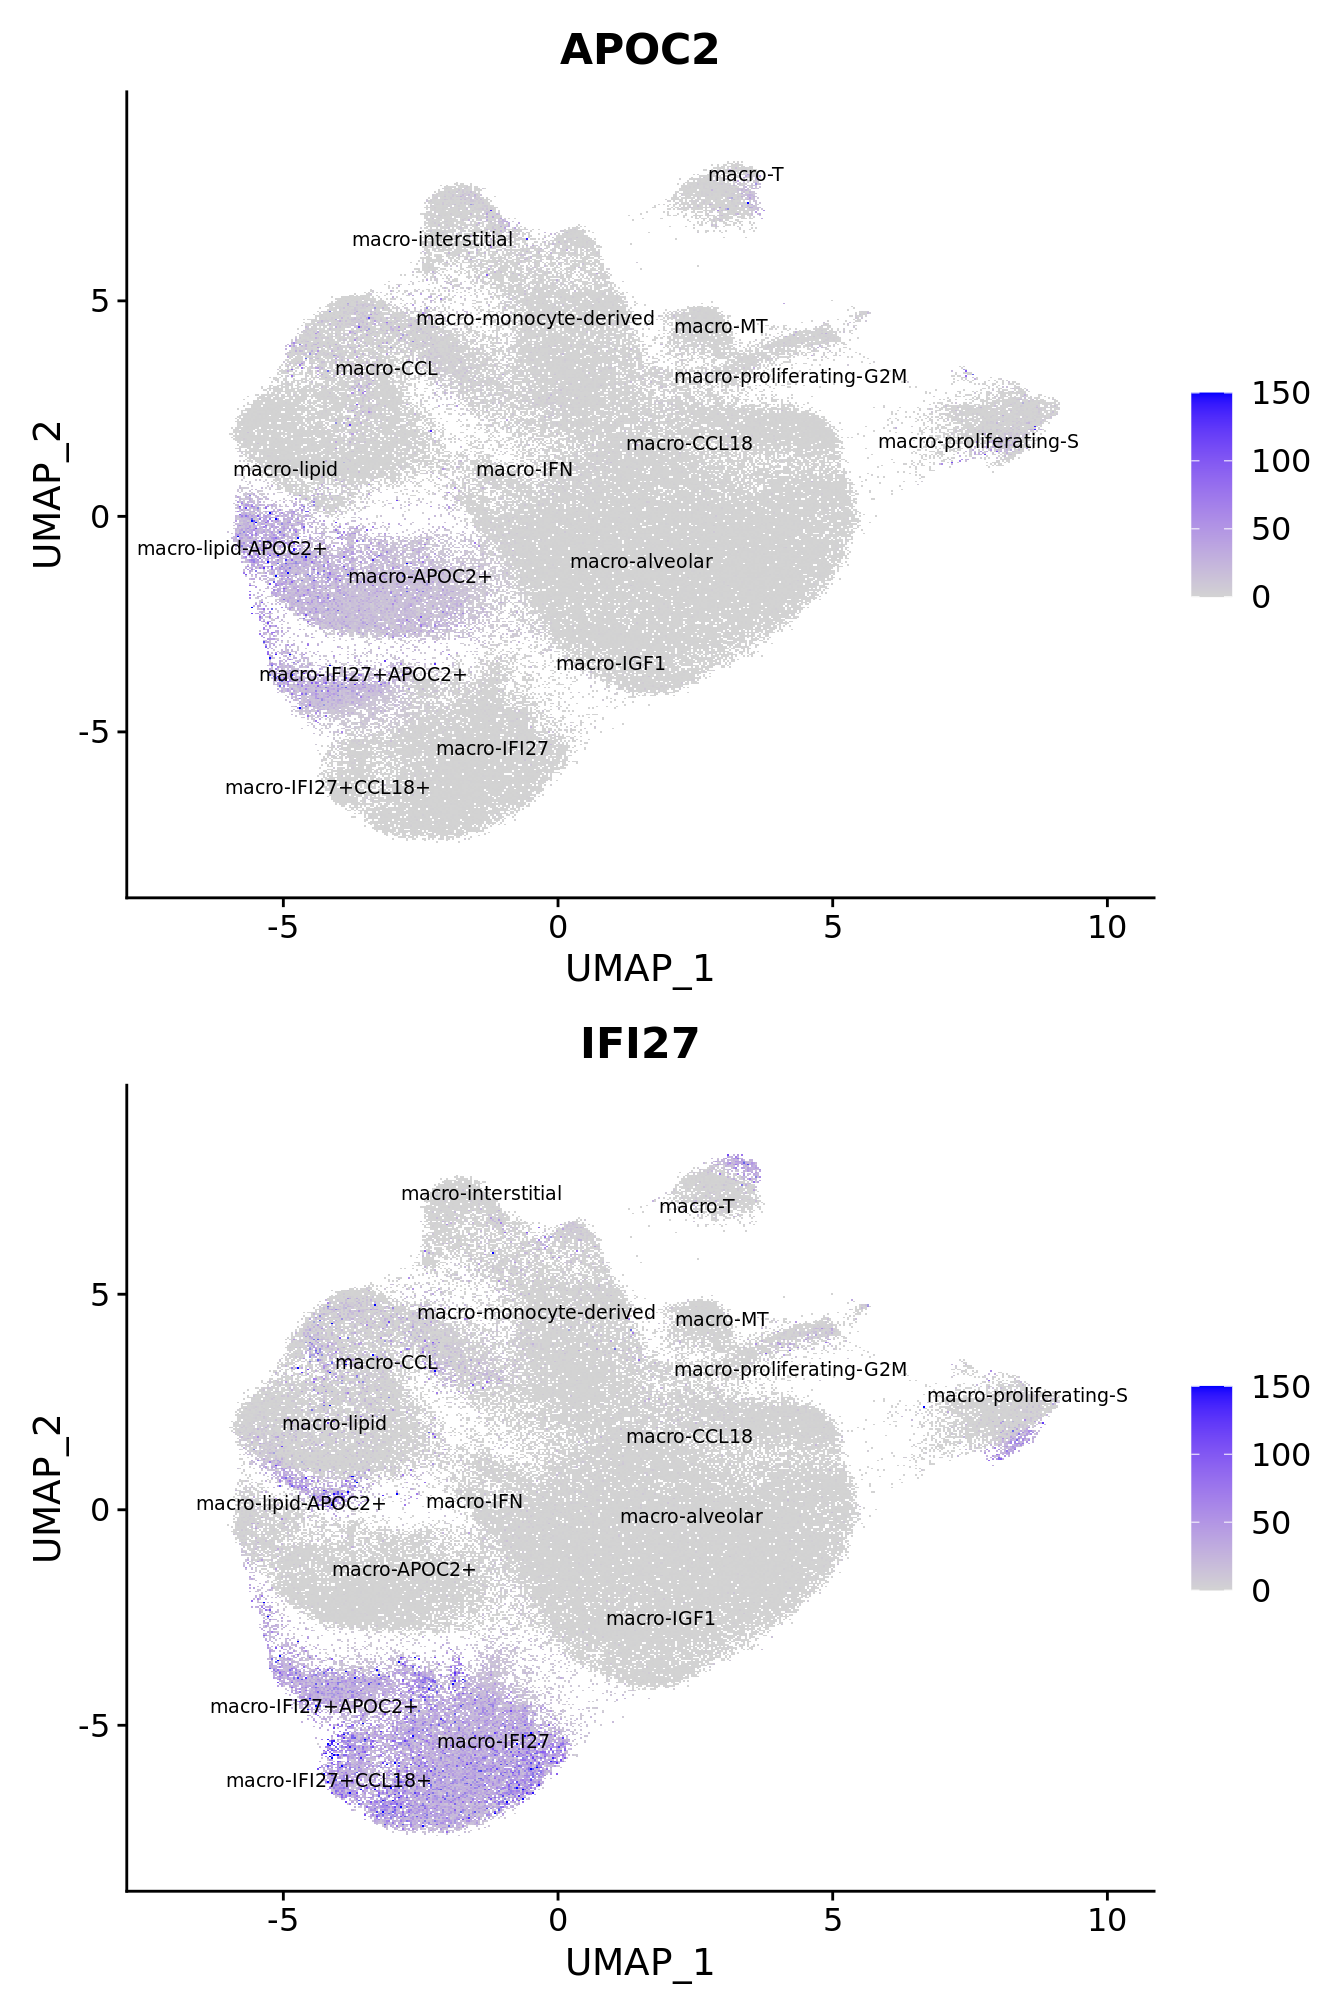 APOC2
macro-T
macro-interstitial
macro-monocyte-derived
macro-MT
macro-CCL
macro-proliferating-G2M
macro-CCL18
macro-proliferating-S
macro-lipid
macro-IFN
macro-lipid-APOC2+
macro-alveolar
macro-APOC2+
macro-IGF1
macro-IFI27+APOC2+
macro-IFI27
macro-IFI27+CCL18+
5
0
-5
UMAP_2
-5
0
5
10
UMAP_1
150
100
50
0
IFI27
macro-interstitial
macro-T
macro-monocyte-derived
macro-MT
macro-CCL
macro-proliferating-G2M
macro-proliferating-S
macro-lipid
macro-CCL18
macro-lipid-APOC2+
macro-IFN
macro-alveolar
macro-APOC2+
macro-IGF1
macro-IFI27+APOC2+
macro-IFI27
macro-IFI27+CCL18+
5
0
-5
UMAP_2
-5
0
5
10
UMAP_1
150
100
50
0